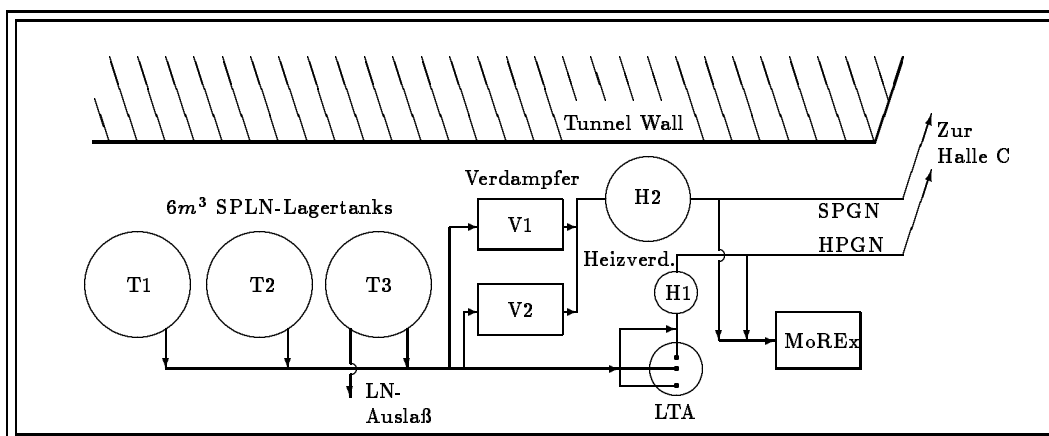 Tunnel Wall
Zur
Halle C
Verdampfer
6m³ SPLN-Lagertanks
H2
V1
SPGN
HPGN
Heizverd.
T1
T2
T3
H1
V2
MoREx
LN-
Auslaß
LTA